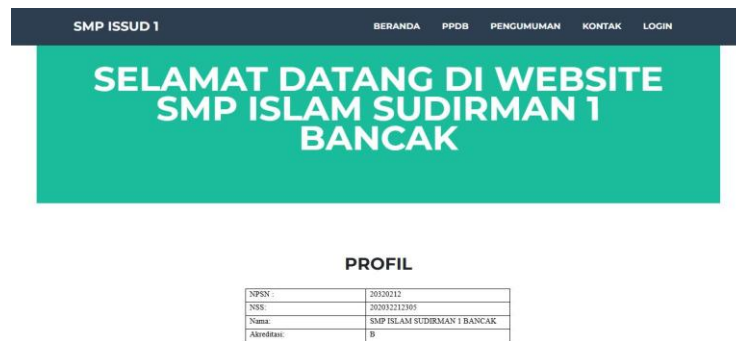 SMP ISSUD 1 BERANDA PPDB PENGUMUMAN KONTAK LOGIN
SELAMAT DATANG DI WEBSITE
SMP ISLAM SUDIRMAN 1
BANCAK
PROFIL
NPSN : 20320212
NSS: 202032212305
Nama: SMP ISLAM SUDIRMAN 1 BANCAK
Akreditasi: B